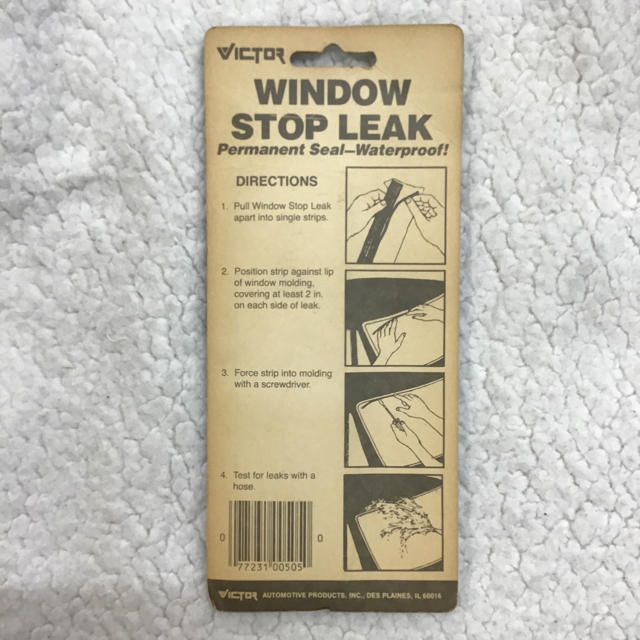 VICTOR
WINDOW
STOP LEAK
Permanent Seal—Waterproof!
DIRECTIONS
1. Pull Window Stop Leak
apart into single strips.
2. Position strip against lip
of window molding,
covering at least 2 in.
on each side of leak.
3. Force strip into molding
with a screwdriver.
4. Test for leaks with a
hose.
0 77231 00505 0
VICTOR AUTOMOTIVE PRODUCTS, INC., DES PLAINES, IL 60016